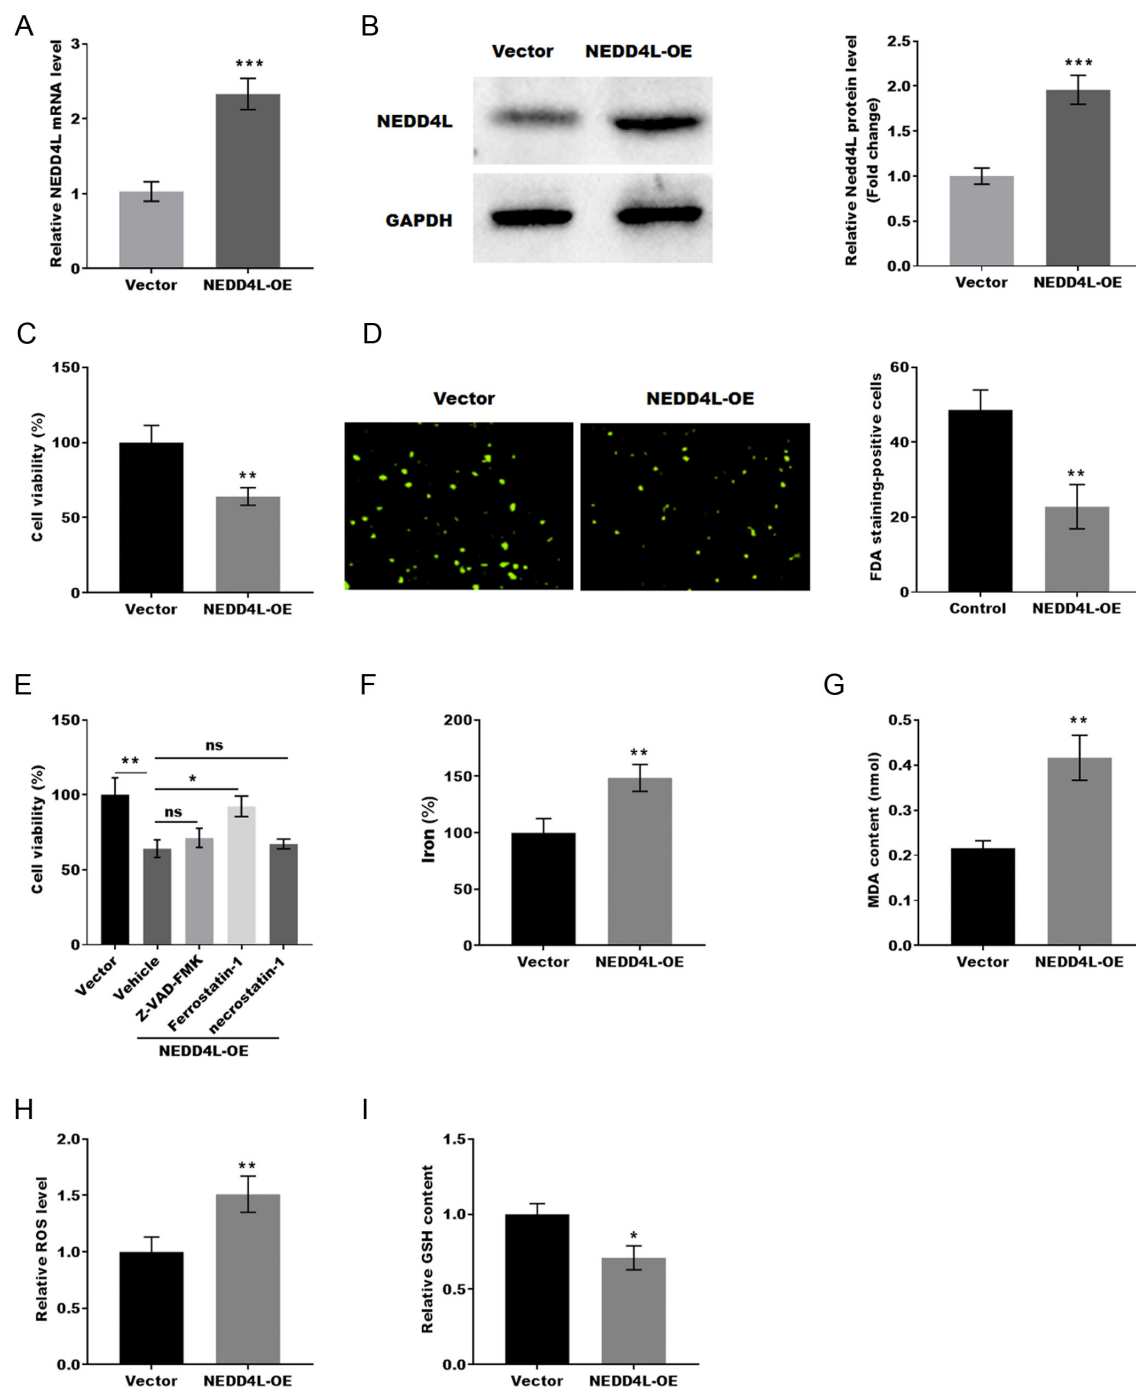 A
Relative NEDD4L mRNA level
3
2
1
0
***
Vector
NEDD4L-OE
B
Vector
NEDD4L-OE
NEDD4L
GAPDH
Relative Nedd4L protein level
(Fold change)
2.5
2.0
1.5
1.0
0.5
0.0
***
Vector
NEDD4L-OE
C
Cell viability (%)
150
100
50
0
**
Vector
NEDD4L-OE
D
Vector
NEDD4L-OE
FDA staining-positive cells
60
40
20
0
**
Control
NEDD4L-OE
E
Cell viability (%)
150
100
50
0
**
ns
*
ns
Vector
Vehicle
Z-VAD-FMK
Ferrostatin-1
necrostatin-1
NEDD4L-OE
F
Iron (%)
200
150
100
50
0
**
Vector
NEDD4L-OE
G
MDA content (nmol)
0.5
0.4
0.3
0.2
0.1
0.0
**
Vector
NEDD4L-OE
H
Relative ROS level
2.0
1.5
1.0
0.5
0.0
**
Vector
NEDD4L-OE
I
Relative GSH content
1.5
1.0
0.5
0.0
*
Vector
NEDD4L-OE